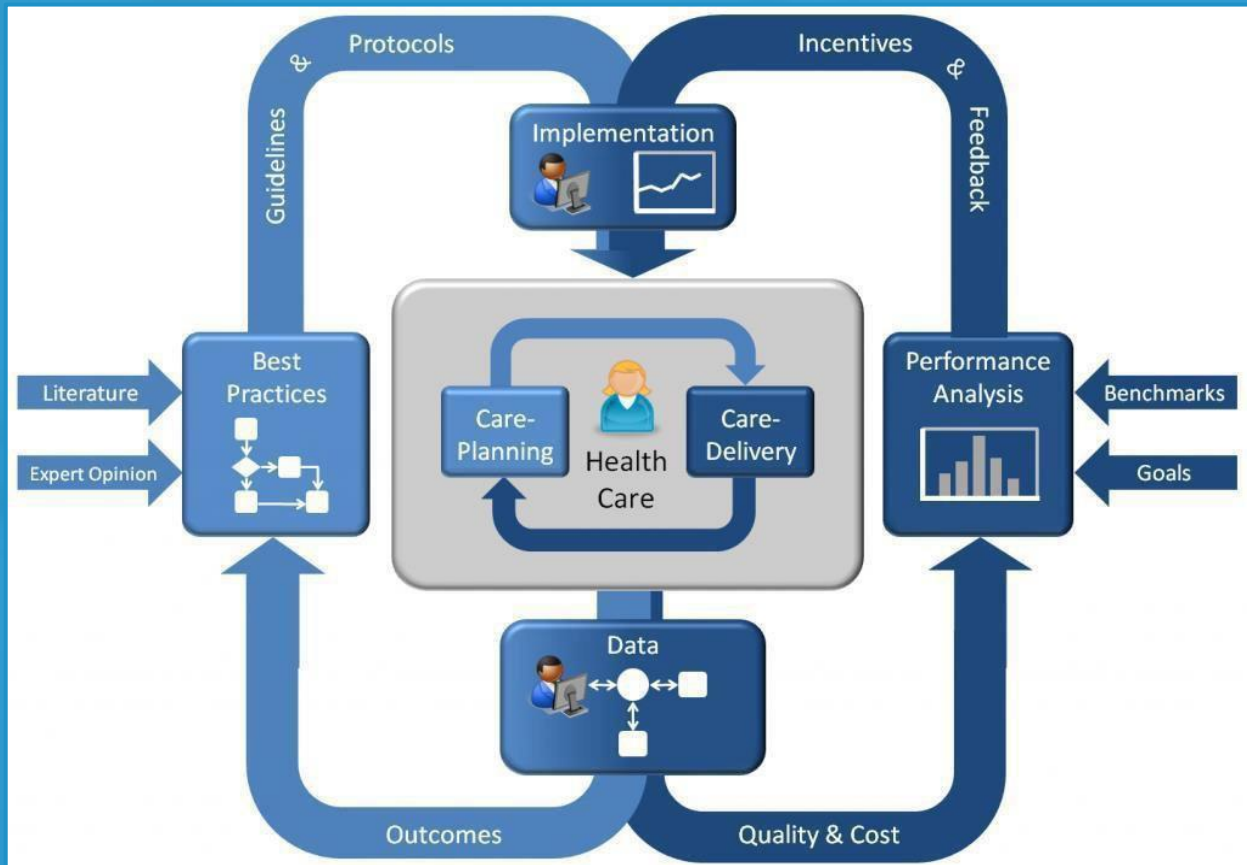 Protocols
&
Guidelines
Incentives
&
Feedback
Implementation
Best
Practices
Literature
Expert Opinion
Care-
Planning
Health
Care
Care-
Delivery
Performance
Analysis
Benchmarks
Goals
Data
Outcomes
Quality & Cost